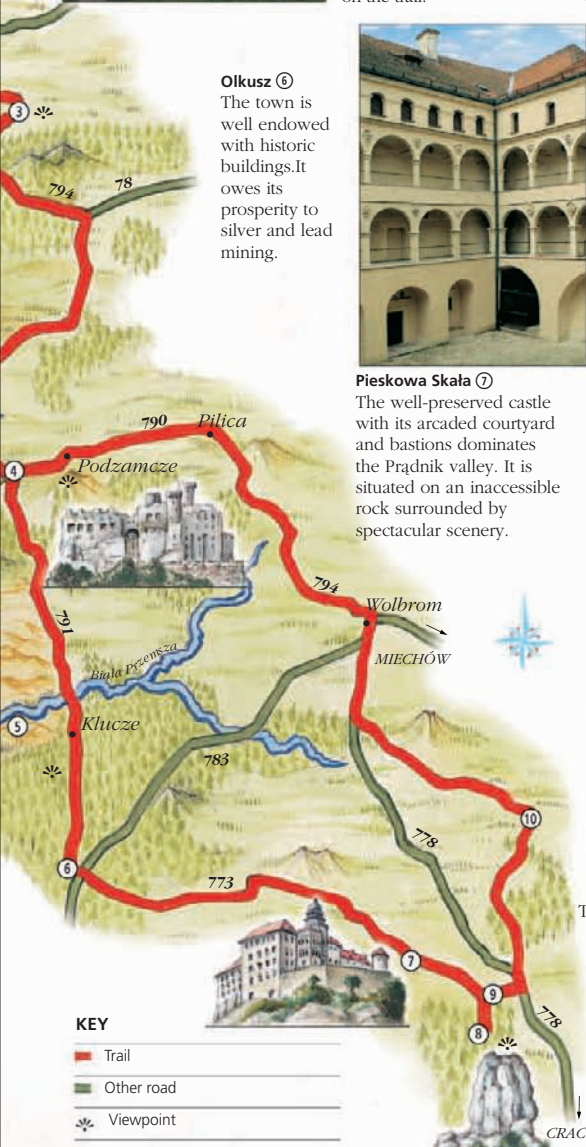 on the trail.
Olkusz ⑥
The town is
well endowed
with historic
buildings.It
owes its
prosperity to
silver and lead
mining.
Pieskowa Skała ⑦
The well-preserved castle
with its arcaded courtyard
and bastions dominates
the Prądnik valley. It is
situated on an inaccessible
rock surrounded by
spectacular scenery.
3
794
78
790
Pilica
4
Podzamcze
794
Wolbrom
791
MIECHÓW
Biała Przemsza
5
Klucze
783
10
778
6
773
7
9
8
778
T
CRAC
KEY
Trail
Other road
Viewpoint